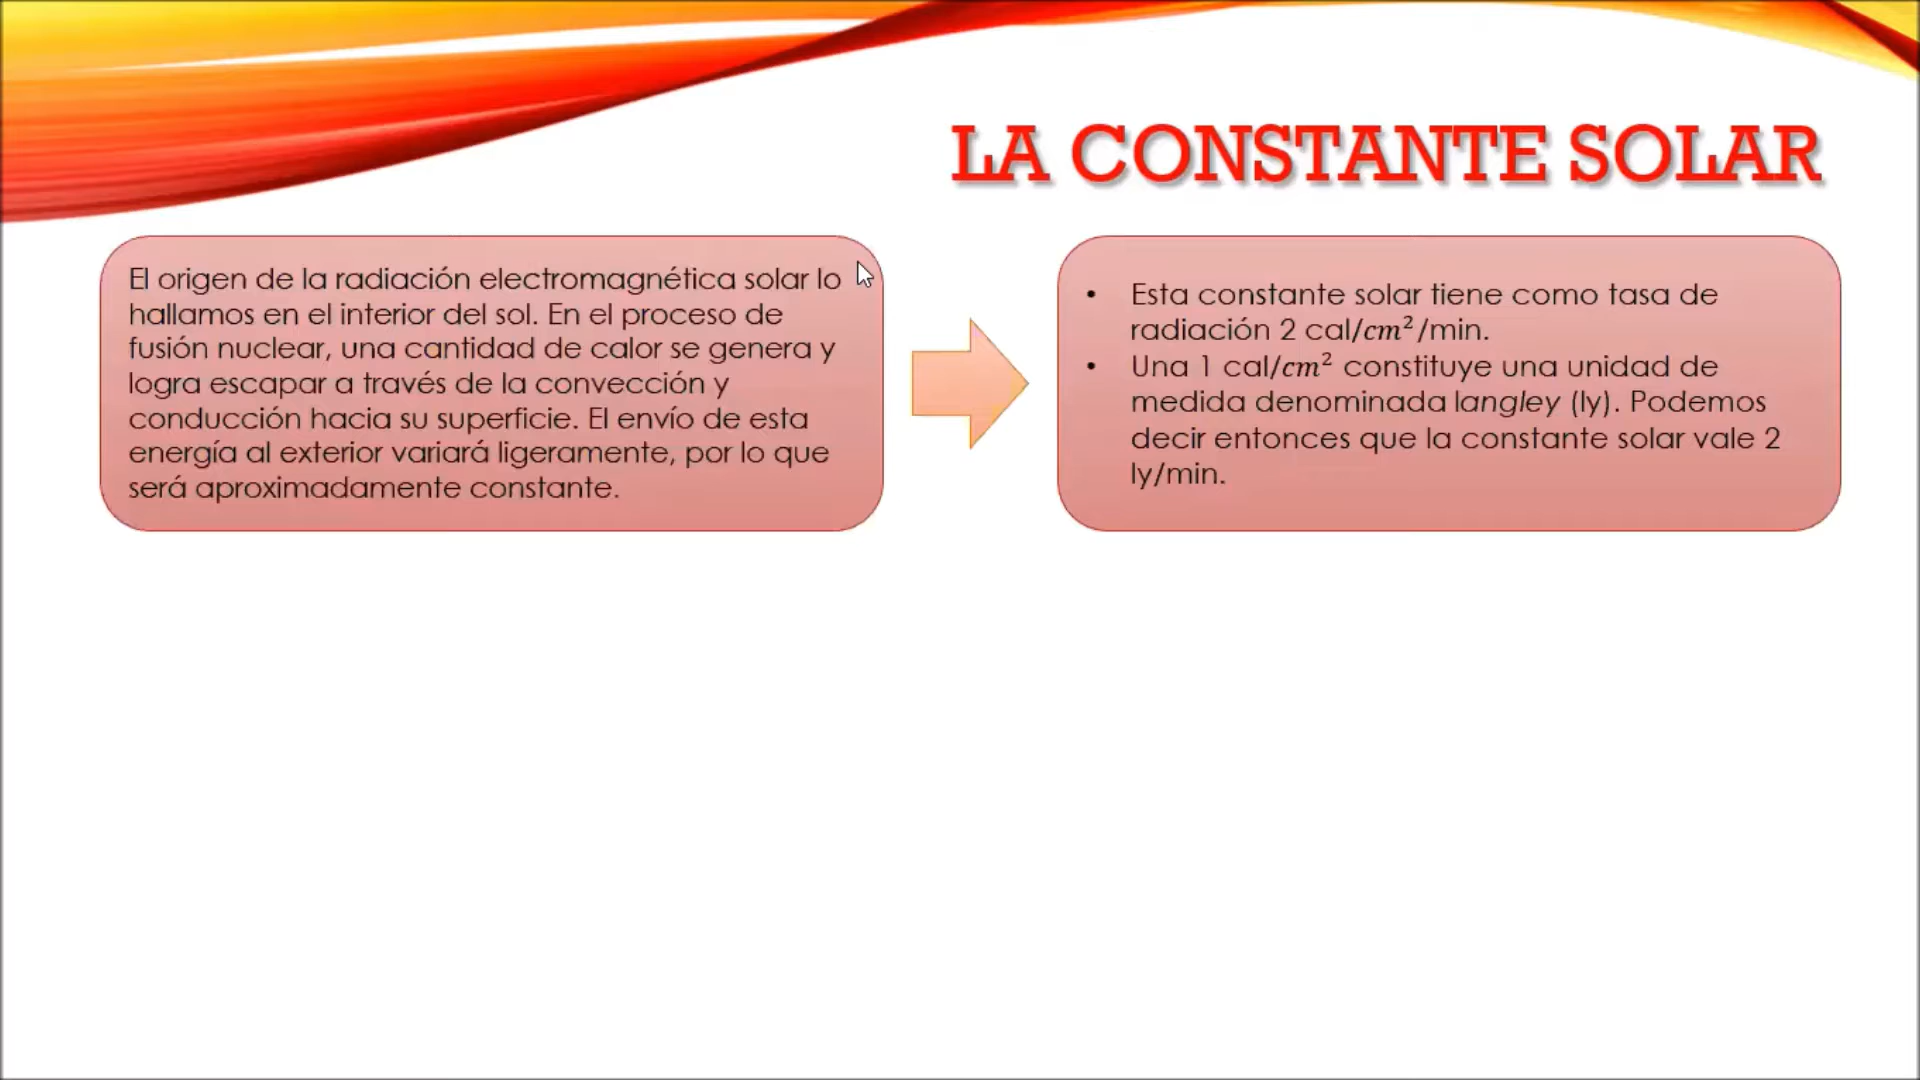 LA CONSTANTE SOLAR
El origen de la radiación electromagnética solar lo
hallamos en el interior del sol. En el proceso de
fusión nuclear, una cantidad de calor se genera y
logra escapar a través de la convección y
conducción hacia su superficie. El envío de esta
energía al exterior variará ligeramente, por lo que
será aproximadamente constante.
• Esta constante solar tiene como tasa de
radiación 2 cal/cm²/min.
• Una 1 cal/cm² constituye una unidad de
medida denominada langley (ly). Podemos
decir entonces que la constante solar vale 2
ly/min.